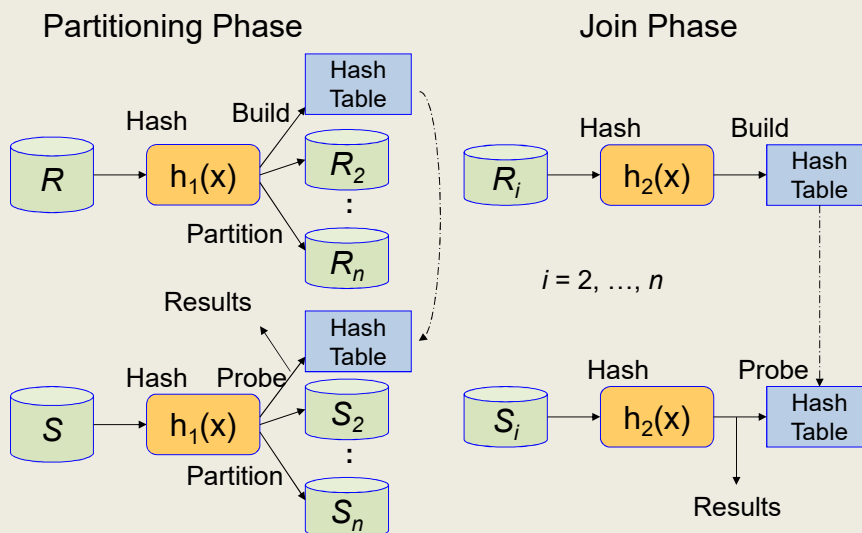 Partitioning Phase
Hash
Table
Hash
Build
R
h1(x)
R2
:
Partition
Rn
Results
Hash
Table
Hash
Probe
S
h1(x)
S2
:
Partition
Sn
Join Phase
Hash
Build
Ri
h2(x)
Hash
Table
i = 2, …, n
Hash
Probe
Si
h2(x)
Hash
Table
Results